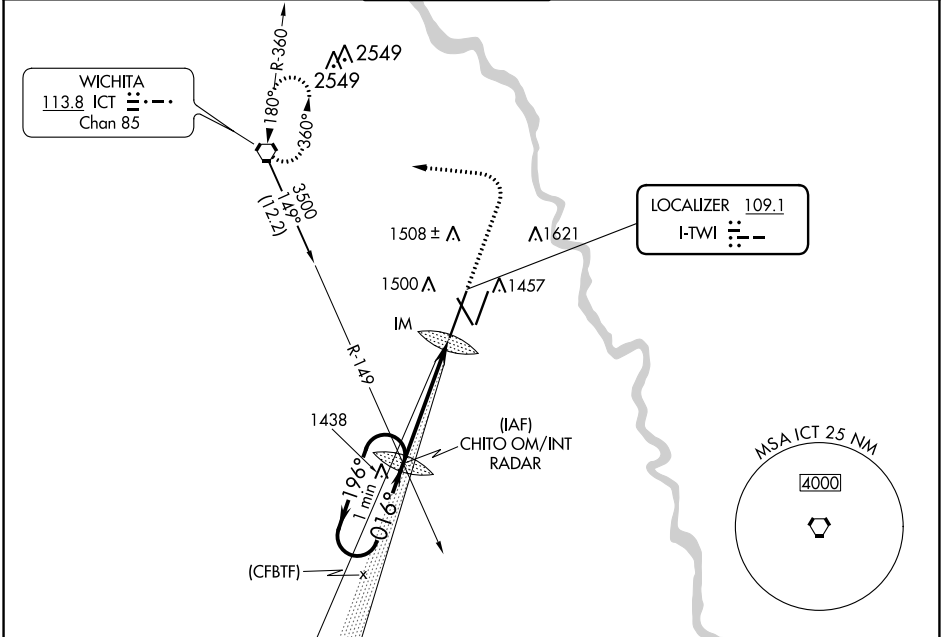 R-360
2549
2549
WICHITA
113.8 ICT
Chan 85
180°
360°
3500
149°
(12.2)
LOCALIZER 109.1
I-TWI
1508 ±
1621
1500
1457
IM
R-149
1438
(IAF)
CHITO OM/INT
RADAR
196°
1 min
016°
(CFBTF)
x
MSA ICT 25 NM
4000